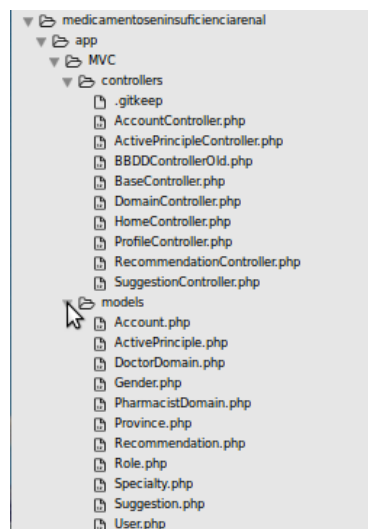 medicamentoseninsuficienciarenal
app
MVC
controllers
.gitkeep
AccountController.php
ActivePrincipleController.php
BBDDControllerOld.php
BaseController.php
DomainController.php
HomeController.php
ProfileController.php
RecommendationController.php
SuggestionController.php
models
Account.php
ActivePrinciple.php
DoctorDomain.php
Gender.php
PharmacistDomain.php
Province.php
Recommendation.php
Role.php
Specialty.php
Suggestion.php
User.php